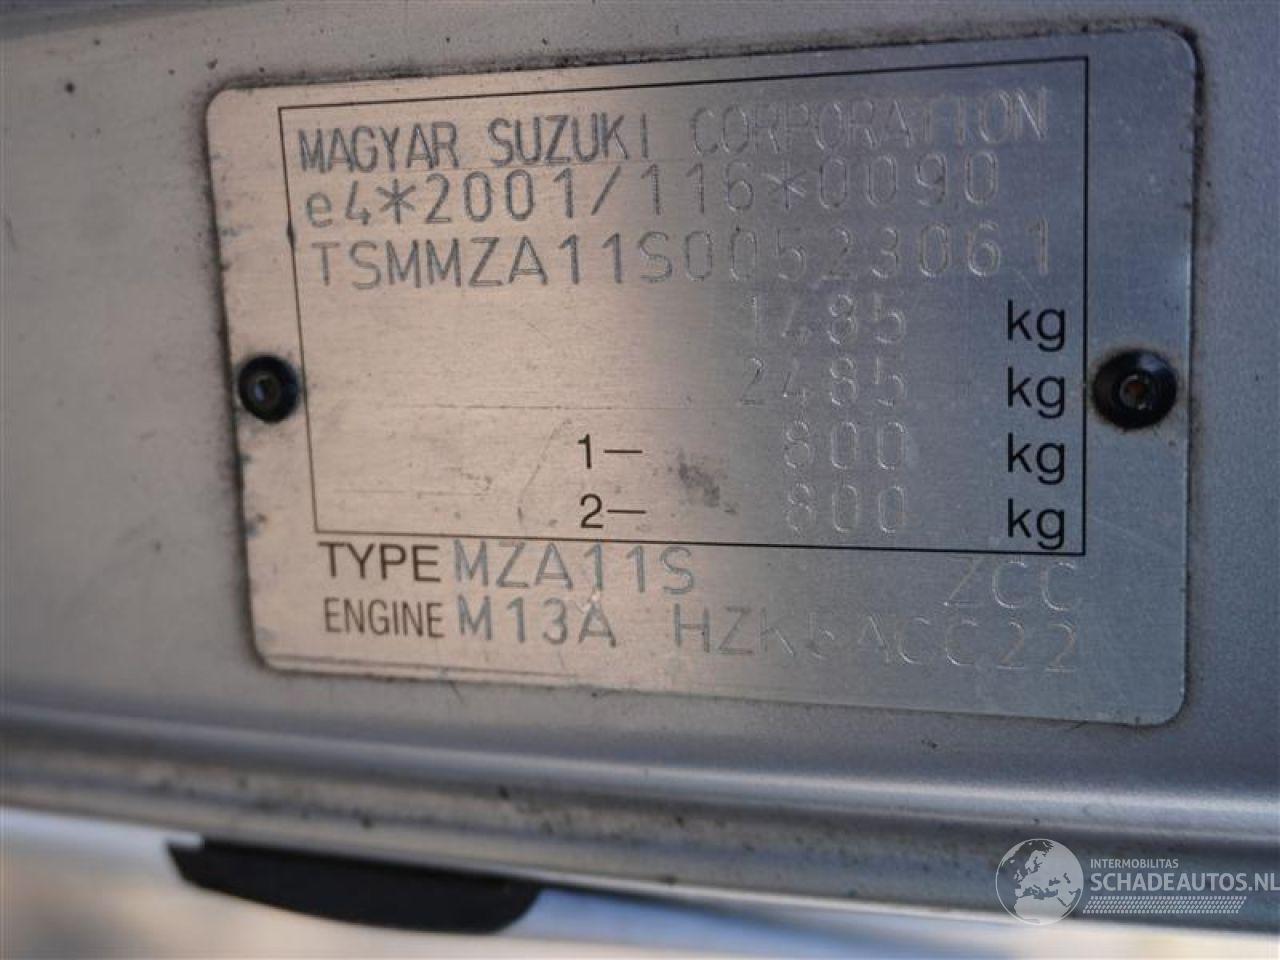 MAGYAR SUZUKI CORPORATION
e4*2001/116*0090
TSMMZA11S00523061
1485 kg
2485 kg
1– 800 kg
2– 800 kg
TYPE MZA11S ZCC
ENGINE M13A HZK5ACC22
INTERMOBILITAS
SCHADEAUTOS.NL